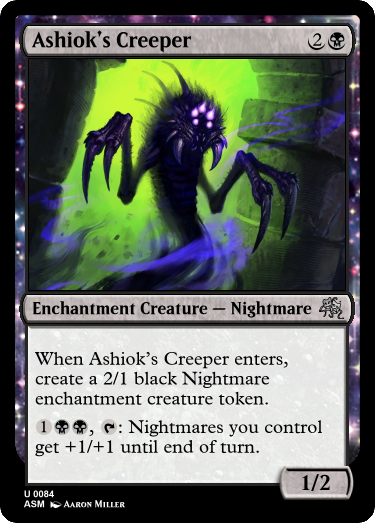 Ashiok's Creeper 2
Enchantment Creature — Nightmare
When Ashiok's Creeper enters,
create a 2/1 black Nightmare
enchantment creature token.
1, : Nightmares you control
get +1/+1 until end of turn.
1/2
U 0084
ASM Aaron Miller